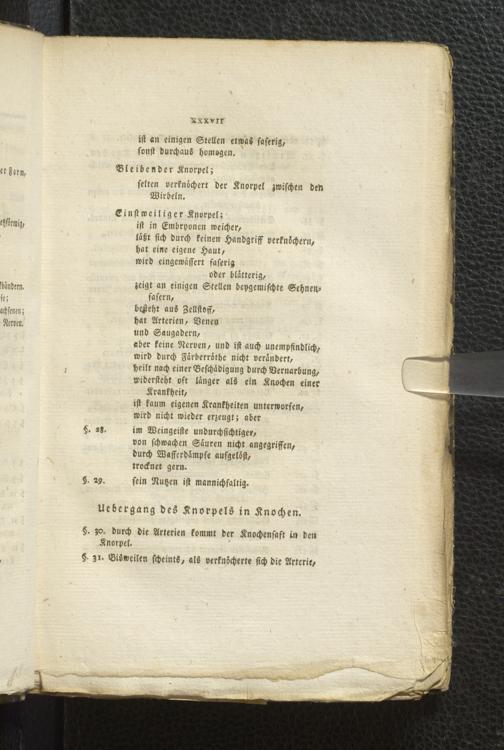 XXXVII
ist an einigen Stellen etwas faserig,
sonst durchaus homogen.
Bleibender Knorpel;
selten verknöchert der Knorpel zwischen den
Wirbeln.
Einstweiliger Knorpel;
ist in Embryonen weicher,
läßt sich durch keinen Handgriff verknöchern,
hat eine eigene Haut,
wird eingewässert faserig
oder blätterig,
zeigt an einigen Stellen beygemischte Sehnen-
fasern,
besteht aus Zellstoff,
hat Arterien, Venen
und Saugadern,
aber keine Nerven, und ist auch unempfindlich,
wird durch Färberröthe nicht verändert,
heilt nach einer Beschädigung durch Vernarbung,
widersteht oft länger als ein Knochen einer
Krankheit,
ist kaum eigenen Krankheiten unterworfen,
wird nicht wieder erzeugt; aber
§. 28. im Weingeiste undurchsichtiger,
von schwachen Säuren nicht angegriffen,
durch Wasserdämpfe aufgelöst,
trocknet gern.
§. 29. sein Nutzen ist mannichfaltig.
Uebergang des Knorpels in Knochen.
§. 30. durch die Arterien kommt der Knochensaft in den
Knorpel.
§. 31. Bisweilen scheints, als verknöcherte sich die Arterie,